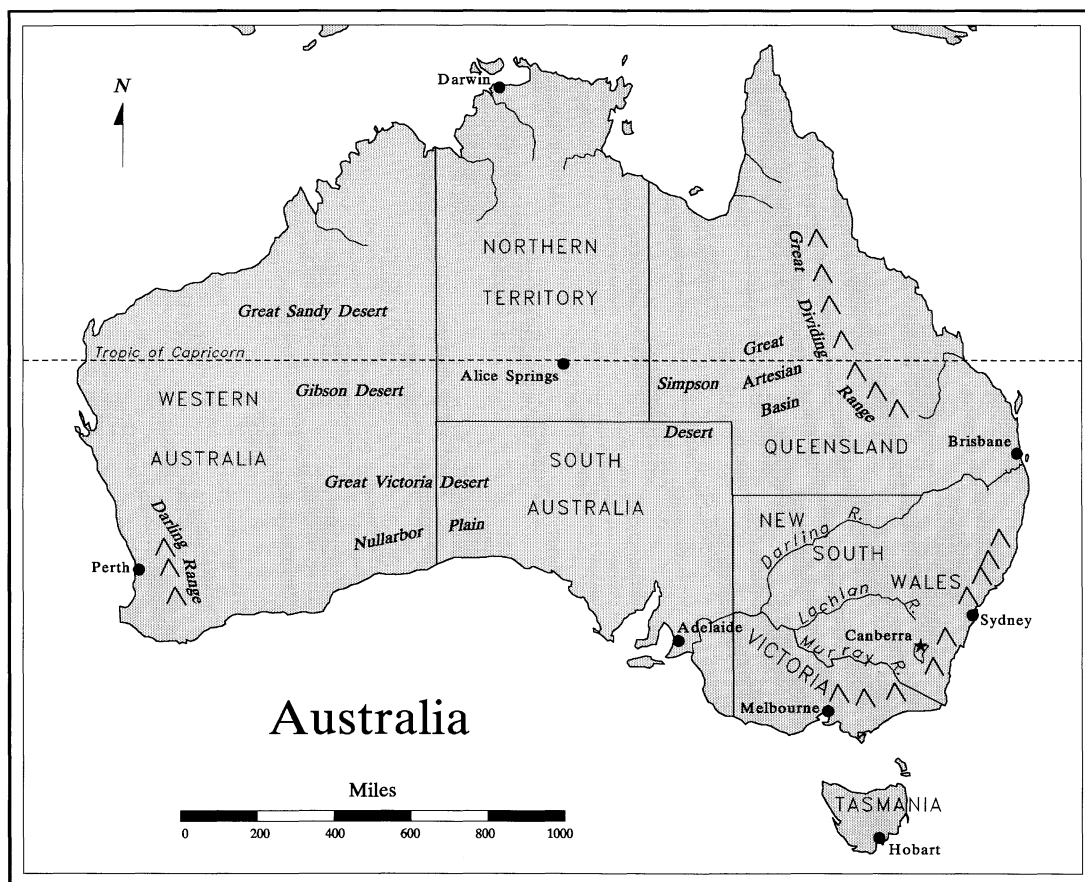 N
Darwin
NORTHERN
TERRITORY
Great Sandy Desert
Great
Dividing
Range
Tropic of Capricorn
Alice Springs
Gibson Desert
WESTERN
AUSTRALIA
Simpson
Desert
Great
Artesian
Basin
QUEENSLAND
Brisbane
Great Victoria Desert
SOUTH
AUSTRALIA
Nullarbor Plain
Darling Range
Perth
NEW
SOUTH
WALES
Darling R.
Lachlan R.
Sydney
Adelaide
Canberra
Murray R.
VICTORIA
Melbourne
Australia
Miles
0 200 400 600 800 1000
TASMANIA
Hobart